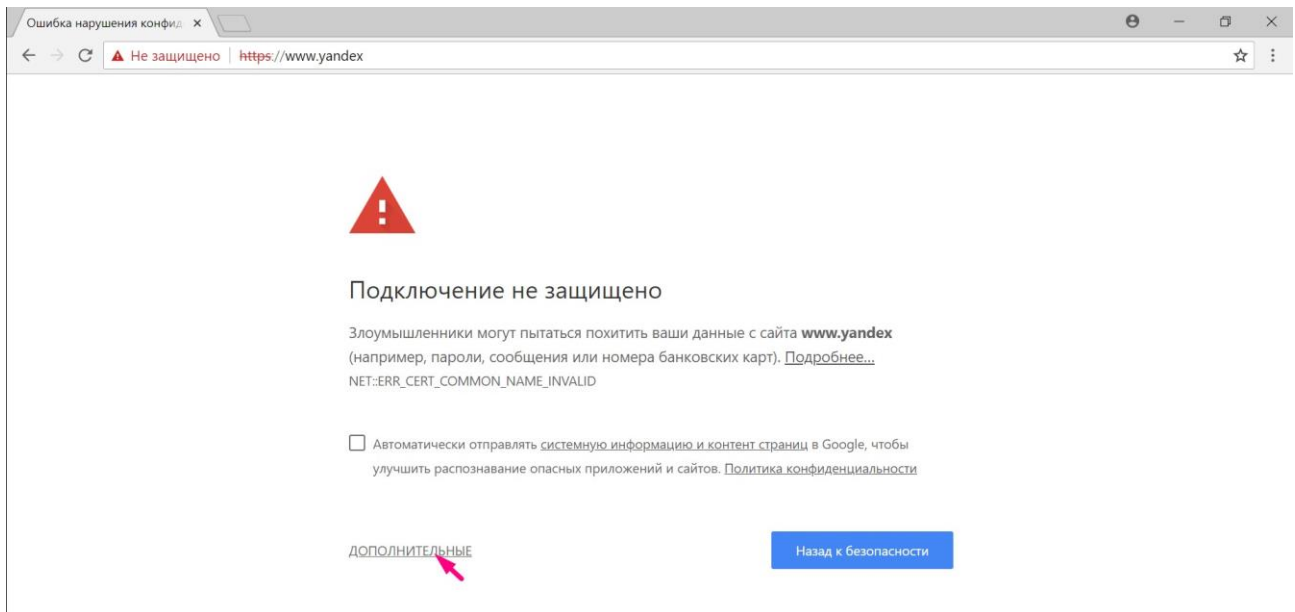 Ошибка нарушения конфид
Не защищено https://www.yandex
Подключение не защищено
Злоумышленники могут пытаться похитить ваши данные с сайта www.yandex
(например, пароли, сообщения или номера банковских карт). Подробнее...
NET::ERR_CERT_COMMON_NAME_INVALID
Автоматически отправлять системную информацию и контент страниц в Google, чтобы
улучшить распознавание опасных приложений и сайтов. Политика конфиденциальности
ДОПОЛНИТЕЛЬНЫЕ
Назад к безопасности